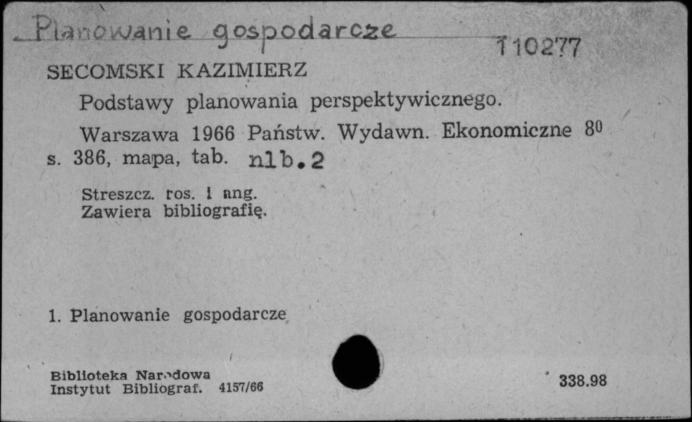 Planowanie gospodarcze
110277
SECOMSKI KAZIMIERZ
Podstawy planowania perspektywicznego.
Warszawa 1966 Państw. Wydawn. Ekonomiczne 8⁰
s. 386, mapa, tab. nlb. 2
Streszcz. ros. i ang.
Zawiera bibliografię.
1. Planowanie gospodarcze
Biblioteka Narodowa
Instytut Bibliograf. 4157/66
338.98